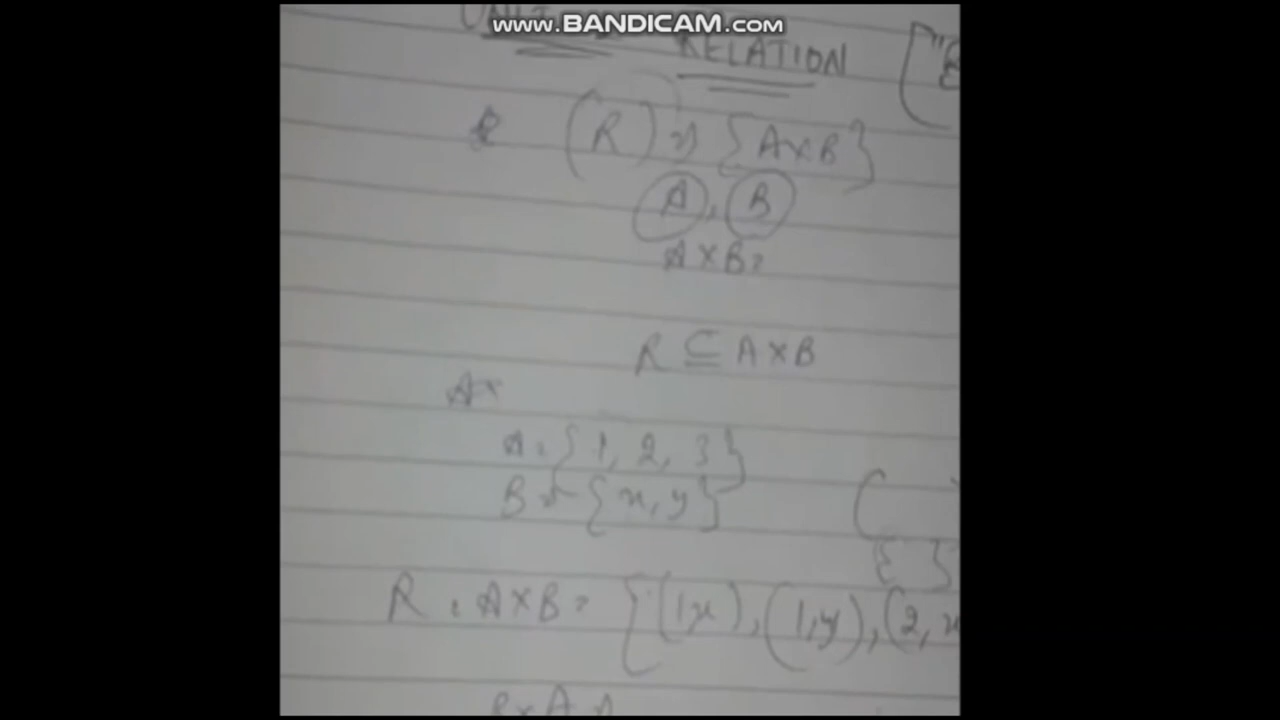 www.BANDICAM.com
RELATION
(R) {A×B}
A, B
A×B=
R ⊆ A×B
A×
A = {1, 2, 3}
B = {x, y}
{ }
R = A×B = {(1,x), (1,y), (2, x
B×A